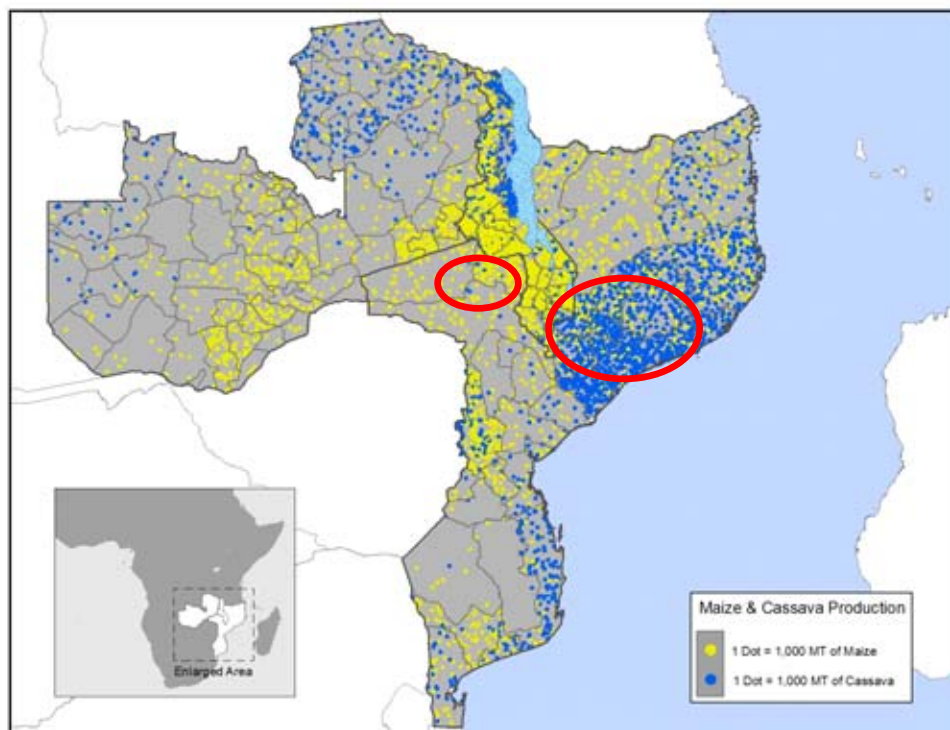 Enlarged Area
Maize & Cassava Production
1 Dot = 1,000 MT of Maize
1 Dot = 1,000 MT of Cassava